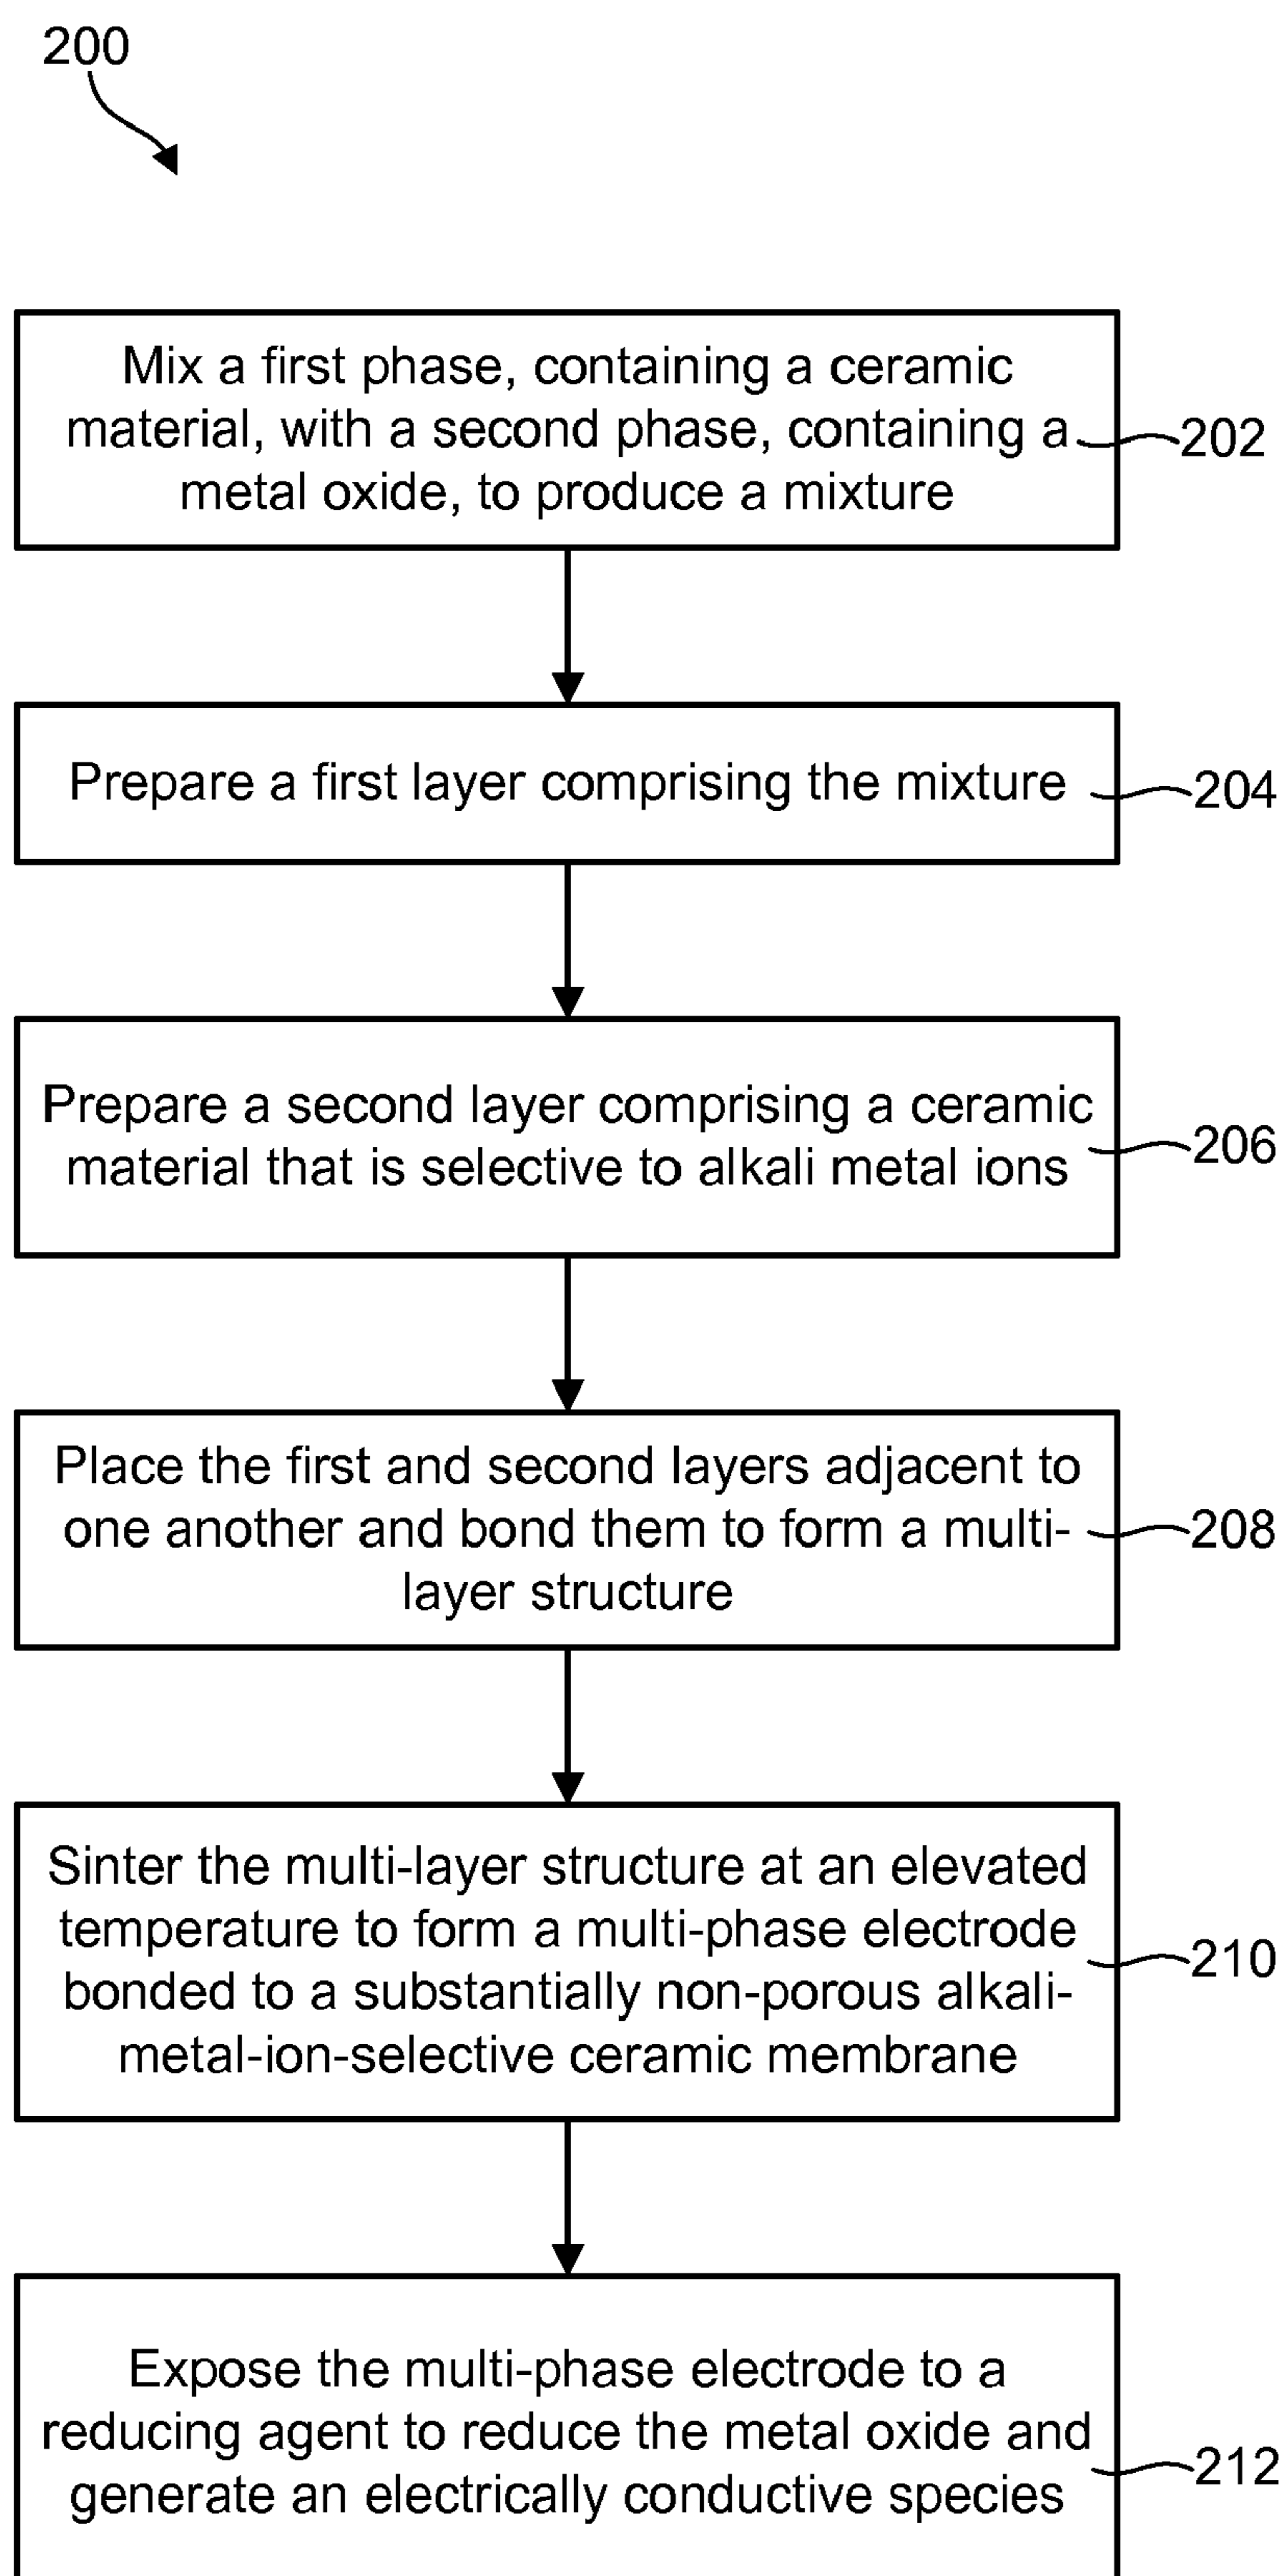 200
Mix a first phase, containing a ceramic
material, with a second phase, containing a
metal oxide, to produce a mixture
202
Prepare a first layer comprising the mixture
204
Prepare a second layer comprising a ceramic
material that is selective to alkali metal ions
206
Place the first and second layers adjacent to
one another and bond them to form a multi-
layer structure
208
Sinter the multi-layer structure at an elevated
temperature to form a multi-phase electrode
bonded to a substantially non-porous alkali-
metal-ion-selective ceramic membrane
210
Expose the multi-phase electrode to a
reducing agent to reduce the metal oxide and
generate an electrically conductive species
212